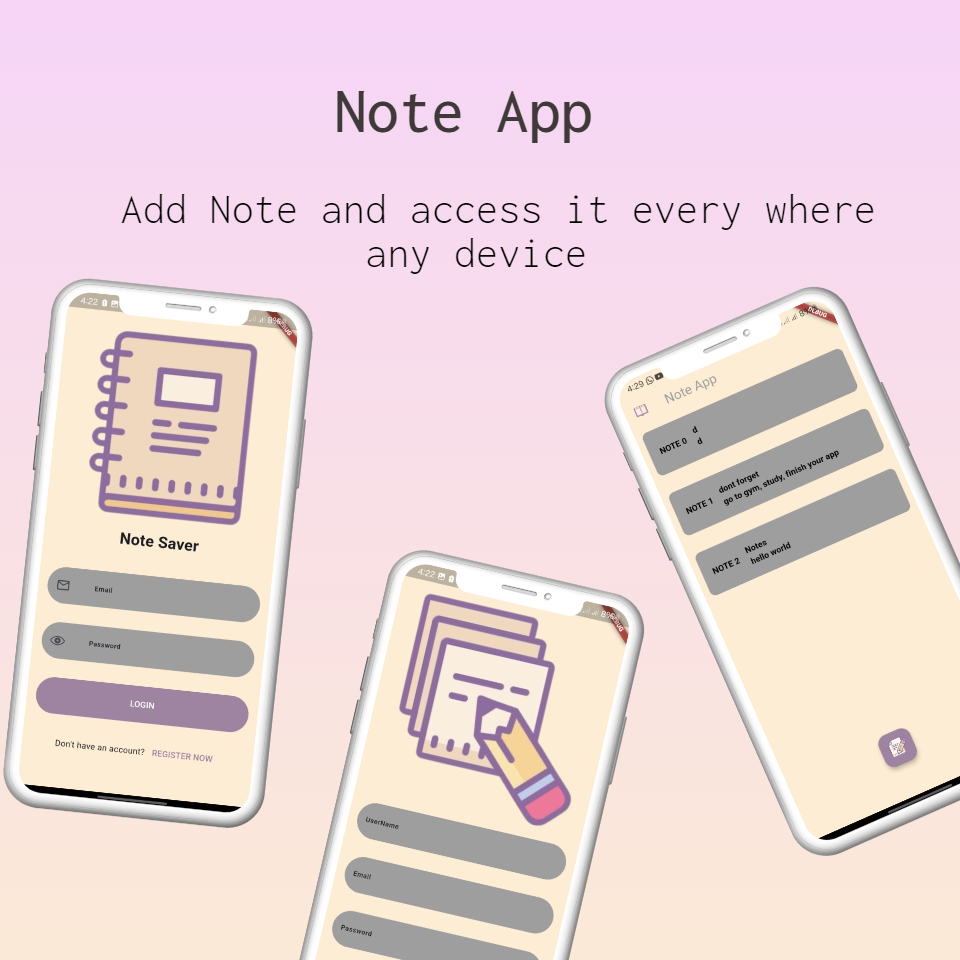 Note App
Add Note and access it every where
any device
4:22
8%
Note Saver
Email
Password
LOGIN
Don't have an account? REGISTER NOW
4:22
8%
UserName
Email
Password
4:29
DEBUG
Note App
NOTE 0
d
d
NOTE 1
dont forget
go to gym, study, finish your app
NOTE 2
Notes
hello world